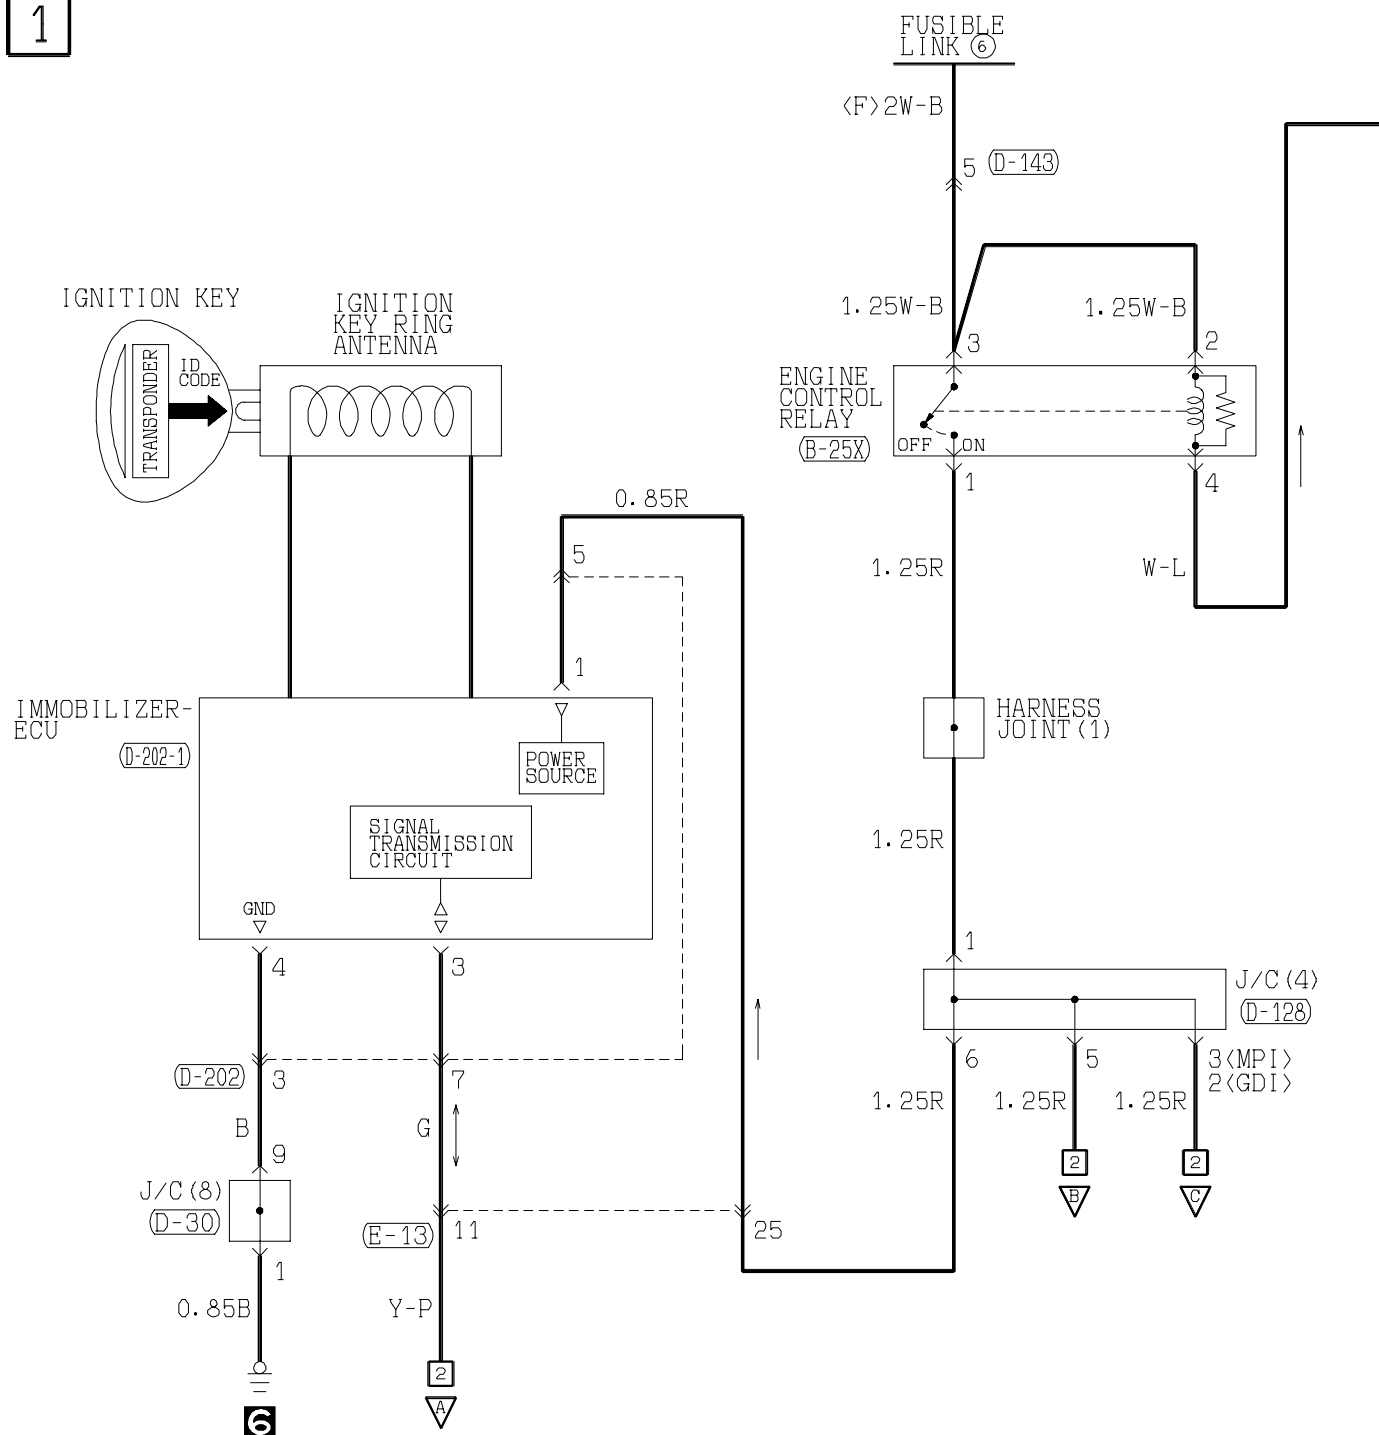 1
FUSIBLE
LINK 6
<F>2W-B
5 D-143
1.25W-B
1.25W-B
3
2
IGNITION KEY
IGNITION
KEY RING
ANTENNA
TRANSPONDER
ID
CODE
ENGINE
CONTROL
RELAY
B-25X
OFF
ON
1
4
0.85R
5
1.25R
W-L
1
IMMOBILIZER-
ECU
D-202-1
POWER
SOURCE
SIGNAL
TRANSMISSION
CIRCUIT
GND
HARNESS
JOINT(1)
1.25R
4
3
1
J/C(4)
D-128
D-202
3
7
6
5
3<MPI>
2<GDI>
B
G
1.25R
1.25R
1.25R
9
2
2
J/C(8)
D-30
B
C
E-13
11
25
1
0.85B
Y-P
2
A
6